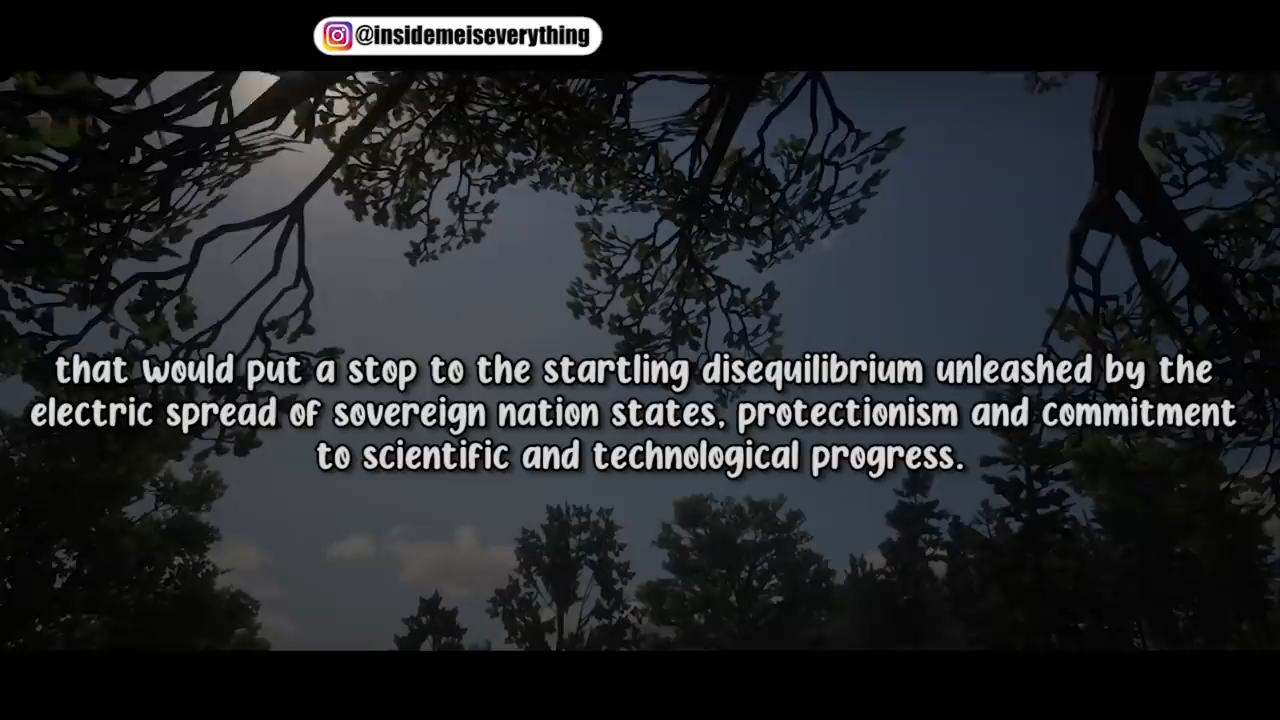 @insidemeiseverything
that would put a stop to the startling disequilibrium unleashed by the
electric spread of sovereign nation states, protectionism and commitment
to scientific and technological progress.